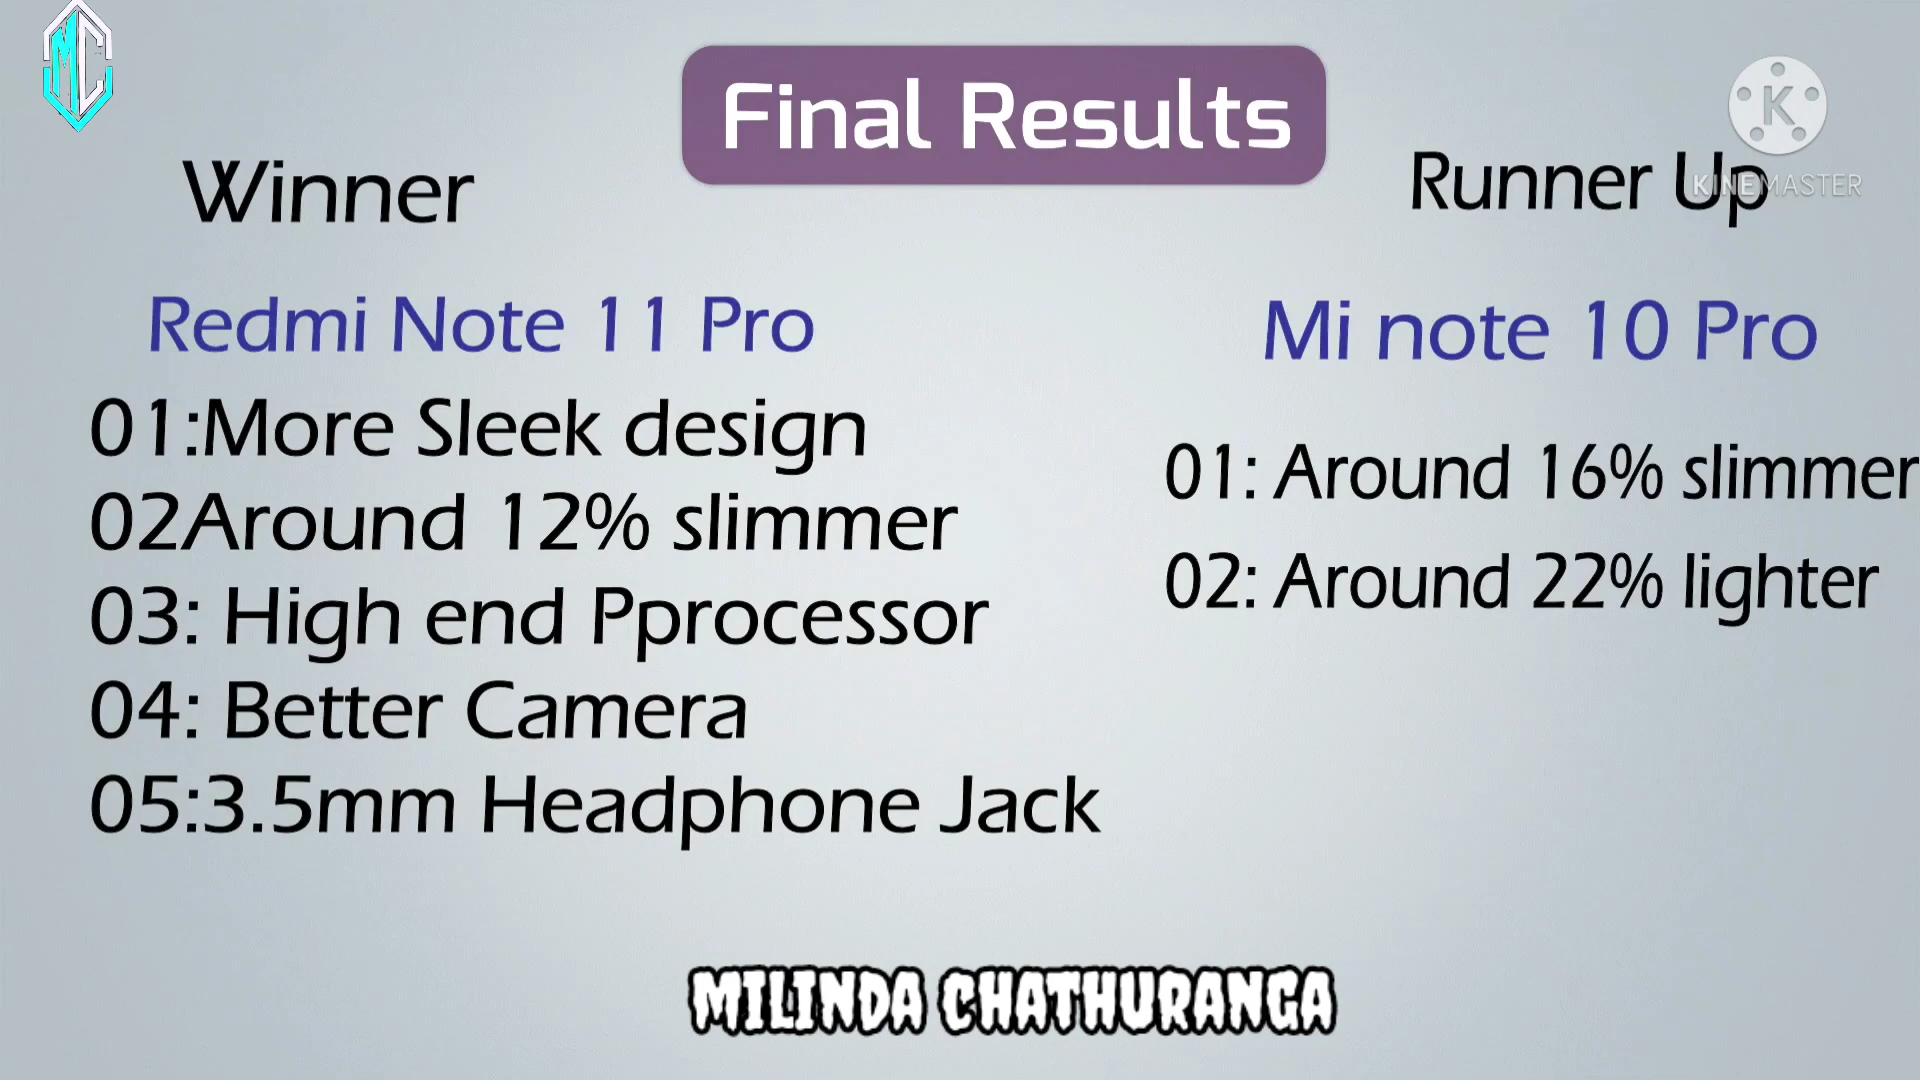 MC
Final Results
K
KINEMASTER
Winner
Runner Up
Redmi Note 11 Pro
Mi note 10 Pro
01:More Sleek design
02Around 12% slimmer
03: High end Pprocessor
04: Better Camera
05:3.5mm Headphone Jack
01: Around 16% slimmer
02: Around 22% lighter
MILINDA CHATHURANGA